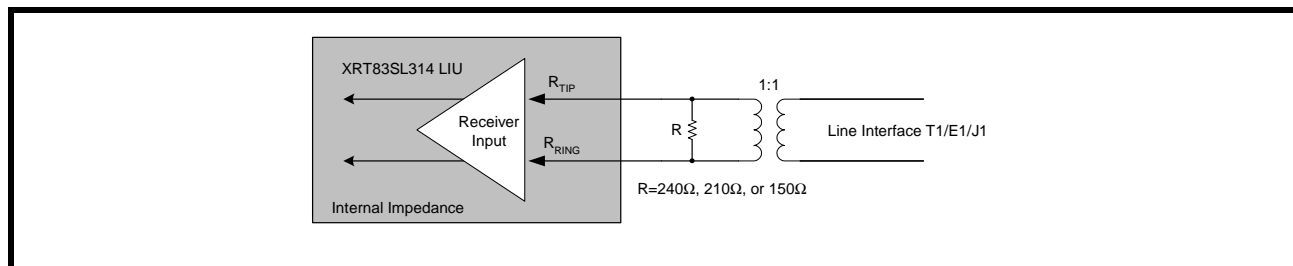 XRT83SL314 LIU
RTIP
1:1
Receiver
Input
R
Line Interface T1/E1/J1
RRING
R=240Ω, 210Ω, or 150Ω
Internal Impedance